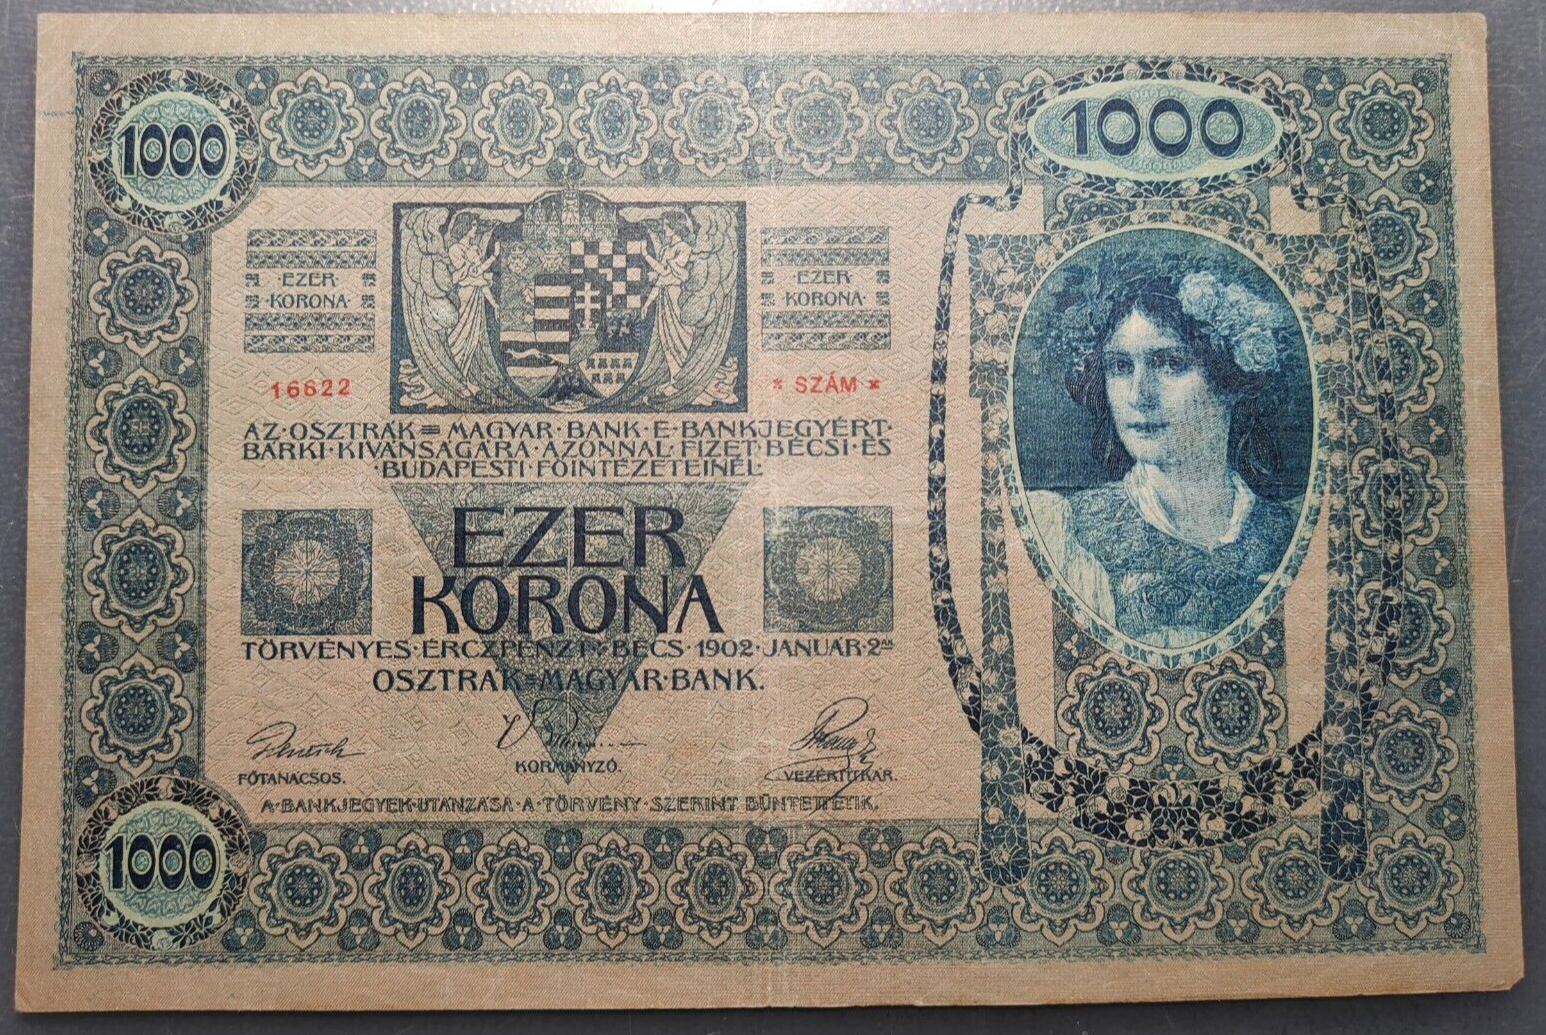 1000
1000
EZER
KORONA
EZER
KORONA
16622
* SZÁM *
AZ·OSZTRÁK=MAGYAR·BANK·E·BANKJEGYÉRT·
BÁRKI·KIVÁNSÁGÁRA·AZONNAL·FIZET·BÉCSI·ÉS
·BUDAPESTI·FŐINTÉZETEINÉL·
EZER
KORONA
TÖRVÉNYES·ÉRCZPÉNZT·BÉCS·1902·JANUÁR·2ÁN
OSZTRÁK=MAGYAR·BANK.
FŐTANÁCSOS.
KORMÁNYZÓ.
VEZÉRTITKÁR.
·A·BANKJEGYEK·UTÁNZÁSA·A·TÖRVÉNY·SZERINT·BÜNTETTETIK.
1000